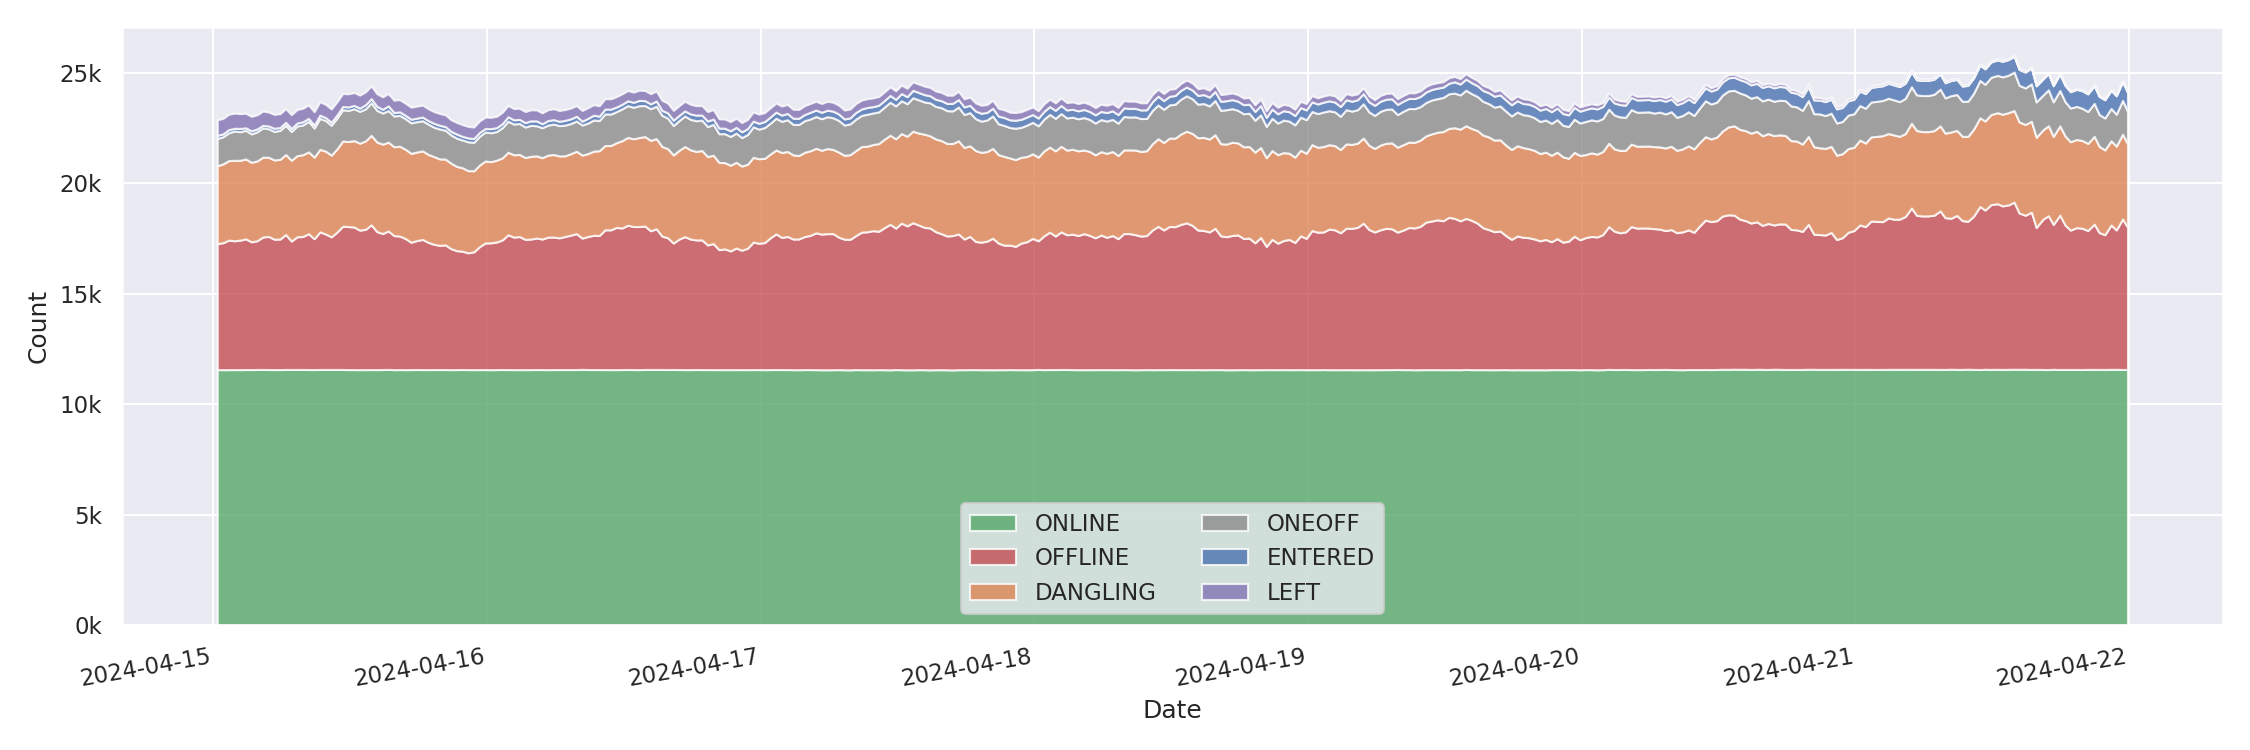 25k
20k
15k
10k
5k
0k
Count
ONLINE
OFFLINE
DANGLING
ONEOFF
ENTERED
LEFT
2024-04-15
2024-04-16
2024-04-17
2024-04-18
2024-04-19
2024-04-20
2024-04-21
2024-04-22
Date